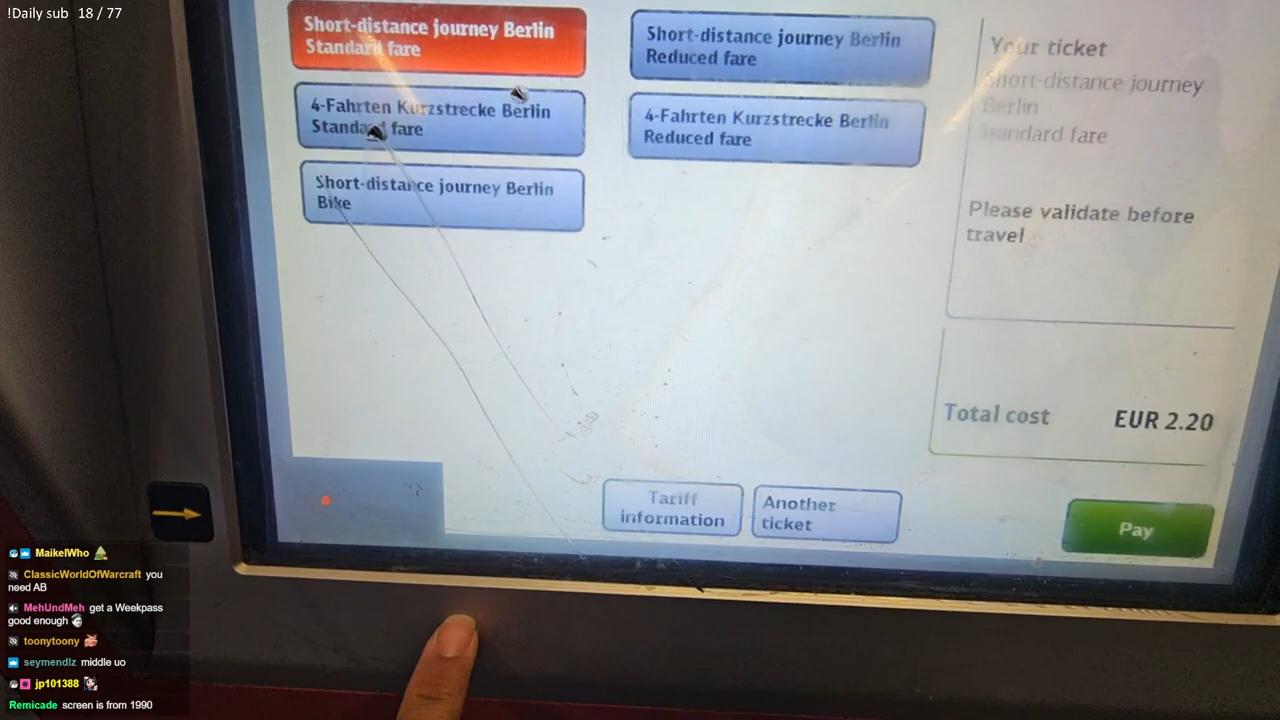 !Daily sub 18 / 77
Short-distance journey Berlin
Standard fare
Short-distance journey Berlin
Reduced fare
4-Fahrten Kurzstrecke Berlin
Standard fare
4-Fahrten Kurzstrecke Berlin
Reduced fare
Short-distance journey Berlin
Bike
Your ticket
Short-distance journey
Berlin
Standard fare
Please validate before
travel
Total cost EUR 2.20
Tariff
information
Another
ticket
Pay
MaikelWho
ClassicWorldOfWarcraft you
need AB
MehUndMeh get a Weekpass
good enough
toonytoony
seymendlz middle uo
jp101388
Remicade screen is from 1990